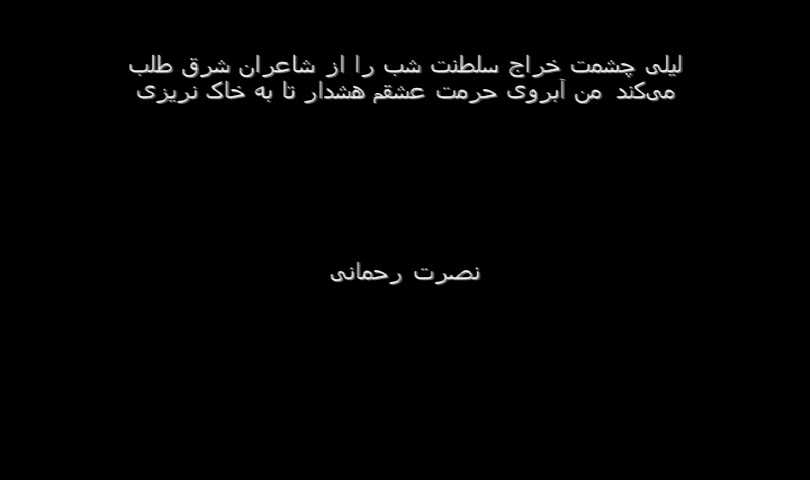 لیلی چشمت خراج سلطنت شب را از شاعران شرق طلب
می‌کند من آبروی حرمت عشقم هشدار تا به خاک نریزی
نصرت رحمانی